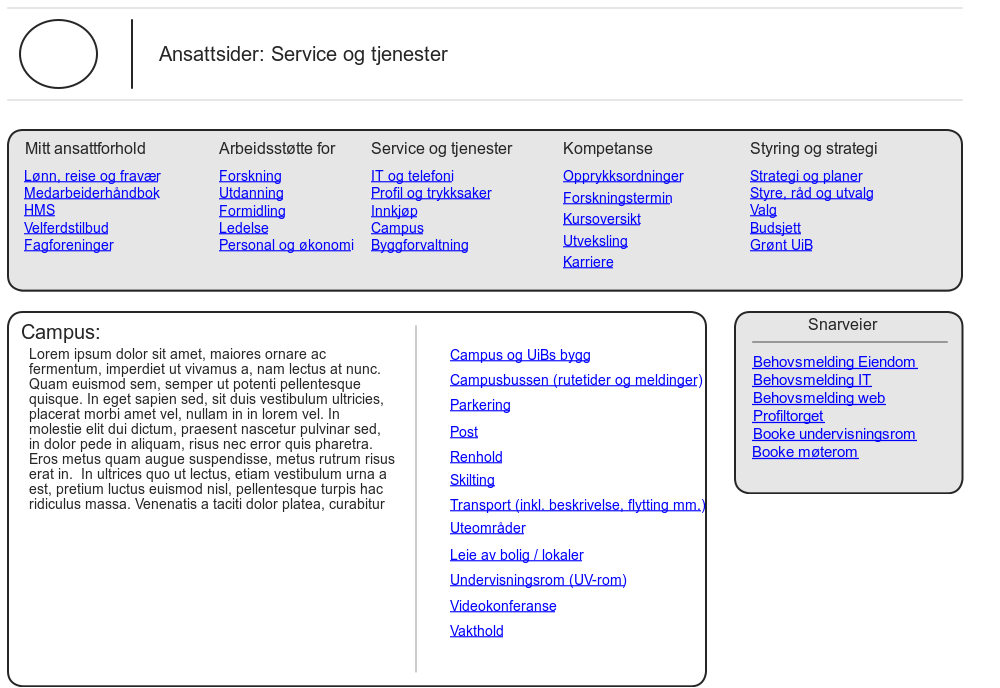 Ansattsider: Service og tjenester
Mitt ansattforhold
Lønn, reise og fravær
Medarbeiderhåndbok
HMS
Velferdstilbud
Fagforeninger
Arbeidsstøtte for
Forskning
Utdanning
Formidling
Ledelse
Personal og økonomi
Service og tjenester
IT og telefoni
Profil og trykksaker
Innkjøp
Campus
Byggforvaltning
Kompetanse
Opprykksordninger
Forskningstermin
Kursoversikt
Utveksling
Karriere
Styring og strategi
Strategi og planer
Styre, råd og utvalg
Valg
Budsjett
Grønt UiB
Campus:
Lorem ipsum dolor sit amet, maiores ornare ac
fermentum, imperdiet ut vivamus a, nam lectus at nunc.
Quam euismod sem, semper ut potenti pellentesque
quisque. In eget sapien sed, sit duis vestibulum ultricies,
placerat morbi amet vel, nullam in in lorem vel. In
molestie elit dui dictum, praesent nascetur pulvinar sed,
in dolor pede in aliquam, risus nec error quis pharetra.
Eros metus quam augue suspendisse, metus rutrum risus
erat in.  In ultrices quo ut lectus, etiam vestibulum urna a
est, pretium luctus euismod nisl, pellentesque turpis hac
ridiculus massa. Venenatis a taciti dolor platea, curabitur
Campus og UiBs bygg
Campusbussen (rutetider og meldinger)
Parkering
Post
Renhold
Skilting
Transport (inkl. beskrivelse, flytting mm.)
Uteområder
Leie av bolig / lokaler
Undervisningsrom (UV-rom)
Videokonferanse
Vakthold
Snarveier
Behovsmelding Eiendom
Behovsmelding IT
Behovsmelding web
Profiltorget
Booke undervisningsrom
Booke møterom